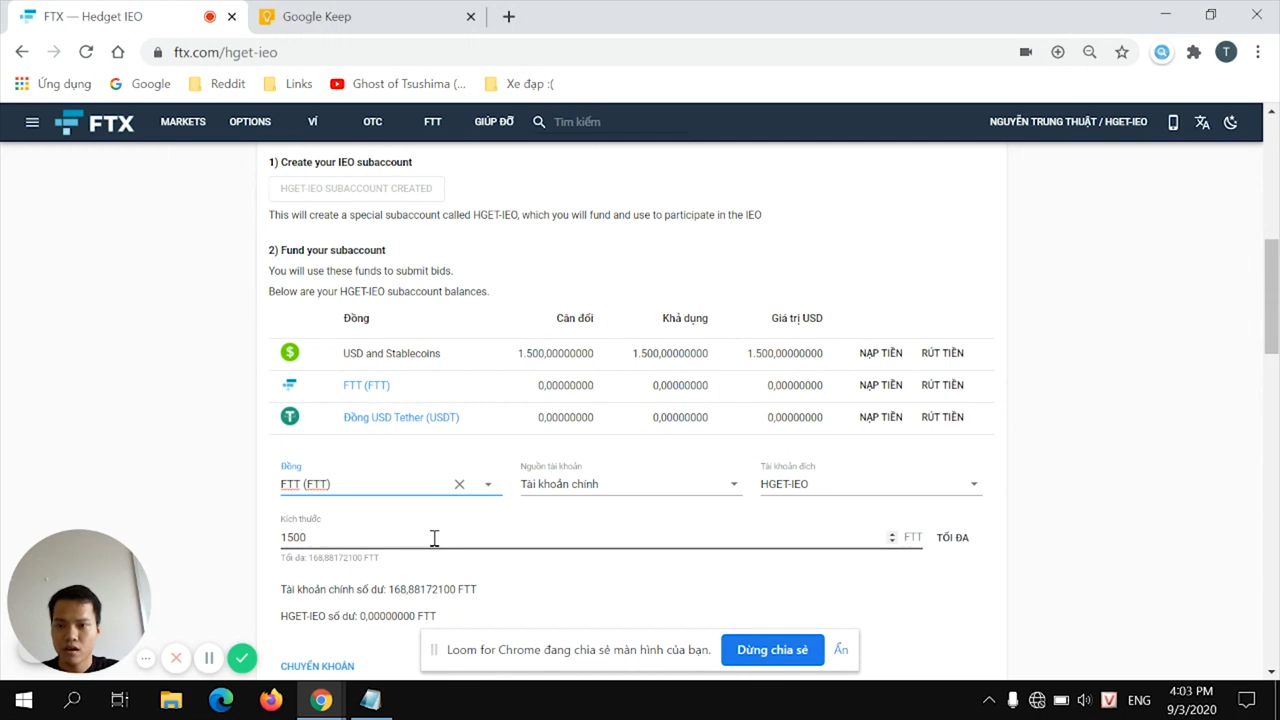 FTX — Hedget IEO
Google Keep
ftx.com/hget-ieo
T
Ứng dụng
Google
Reddit
Links
Ghost of Tsushima (...
Xe đạp :(
FTX
MARKETS
OPTIONS
VÍ
OTC
FTT
GIÚP ĐỠ
Tìm kiếm
NGUYỄN TRUNG THUẬT / HGET-IEO
1) Create your IEO subaccount
HGET-IEO SUBACCOUNT CREATED
This will create a special subaccount called HGET-IEO, which you will fund and use to participate in the IEO
2) Fund your subaccount
You will use these funds to submit bids.
Below are your HGET-IEO subaccount balances.
Đồng Cân đối Khả dụng Giá trị USD
USD and Stablecoins 1.500,00000000 1.500,00000000 1.500,00000000 NẠP TIỀN RÚT TIỀN
FTT (FTT) 0,00000000 0,00000000 0,00000000 NẠP TIỀN RÚT TIỀN
Đồng USD Tether (USDT) 0,00000000 0,00000000 0,00000000 NẠP TIỀN RÚT TIỀN
Đồng Nguồn tài khoản Tài khoản đích
FTT (FTT) Tài khoản chính HGET-IEO
Kích thước
1500 FTT TỐI ĐA
Tối đa: 168,88172100 FTT
Tài khoản chính số dư: 168,88172100 FTT
HGET-IEO số dư: 0,00000000 FTT
Loom for Chrome đang chia sẻ màn hình của bạn. Dừng chia sẻ Ẩn
CHUYỂN KHOẢN
V ENG
4:03 PM
9/3/2020